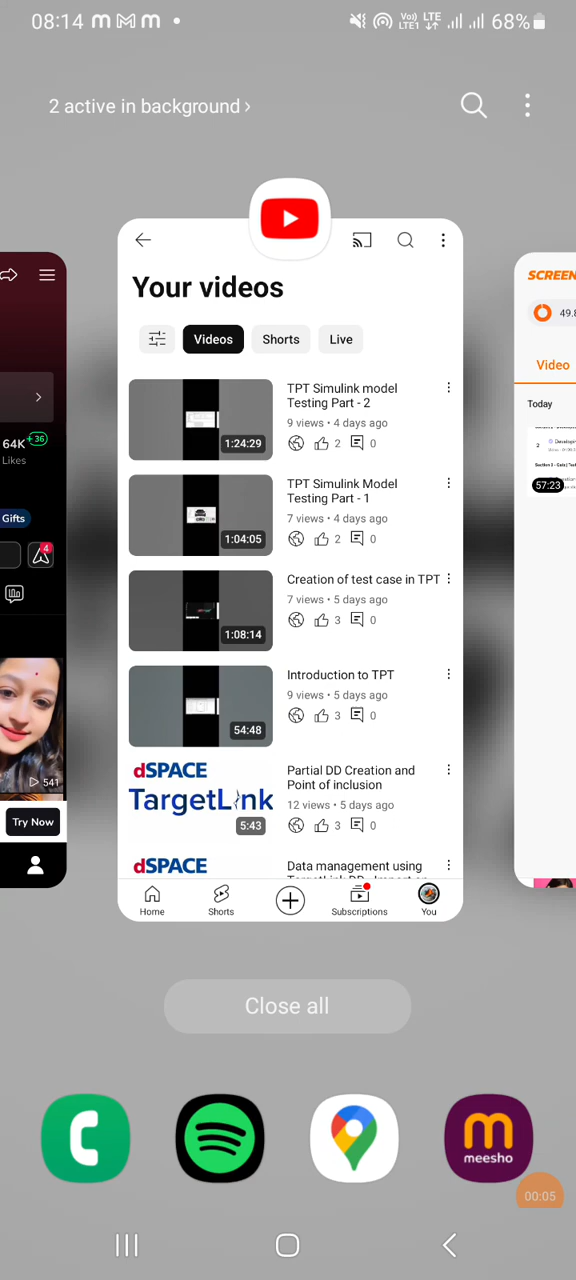 08:14
LTE1 LTE 68%
2 active in background ›
Your videos
Videos Shorts Live
TPT Simulink model
Testing Part - 2
9 views • 4 days ago
2 0
1:24:29
TPT Simulink Model
Testing Part - 1
7 views • 4 days ago
2 0
1:04:05
Creation of test case in TPT
7 views • 5 days ago
3 0
1:08:14
Introduction to TPT
9 views • 5 days ago
3 0
54:48
dSPACE
TargetLink
5:43
Partial DD Creation and
Point of inclusion
12 views • 5 days ago
3 0
dSPACE
Data management using
Home
Shorts
Subscriptions
You
64K +36
Likes
Gifts
4
541
Try Now
SCREEN
49.8
Video
Today
57:23
Close all
meesho
00:05